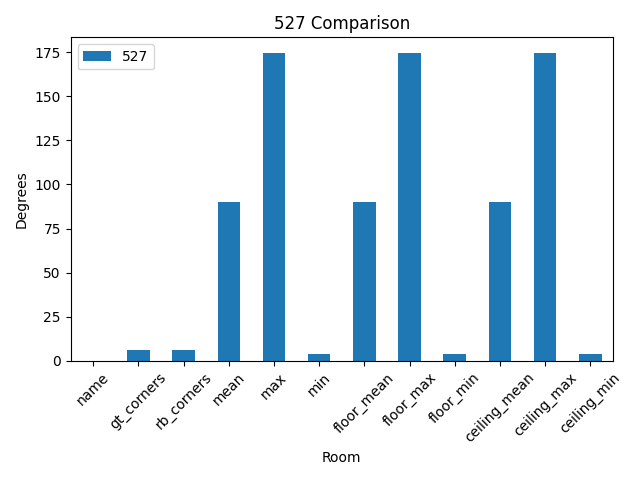 527 Comparison
527
Degrees
175
150
125
100
75
50
25
0
name
gt_corners
rb_corners
mean
max
min
floor_mean
floor_max
floor_min
ceiling_mean
ceiling_max
ceiling_min
Room